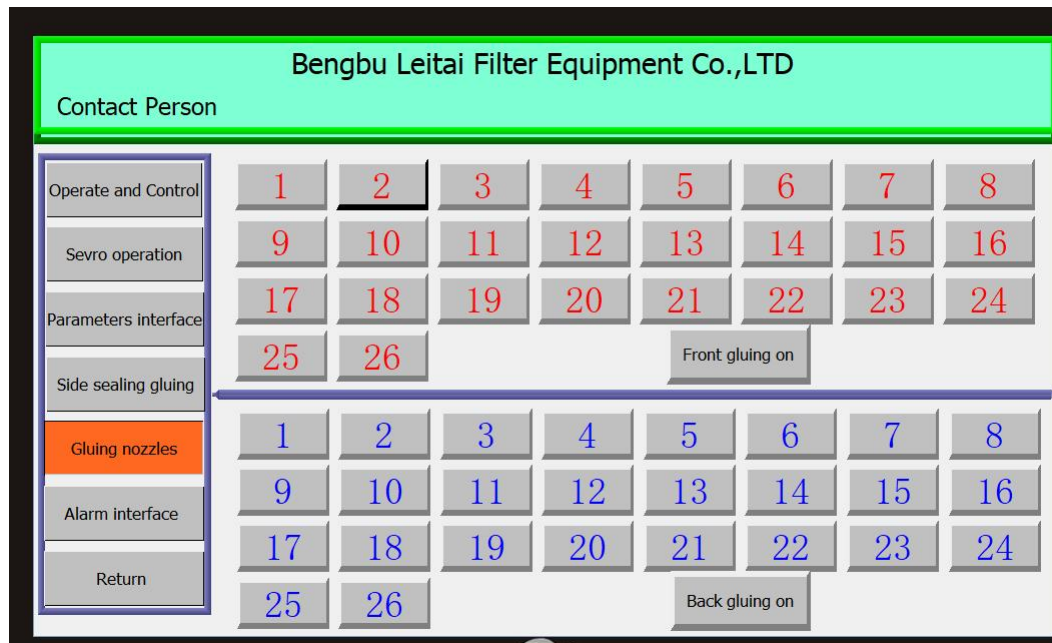 Bengbu Leitai Filter Equipment Co.,LTD
Contact Person
Operate and Control
Sevro operation
Parameters interface
Side sealing gluing
Gluing nozzles
Alarm interface
Return
1 2 3 4 5 6 7 8
9 10 11 12 13 14 15 16
17 18 19 20 21 22 23 24
25 26 Front gluing on
1 2 3 4 5 6 7 8
9 10 11 12 13 14 15 16
17 18 19 20 21 22 23 24
25 26 Back gluing on